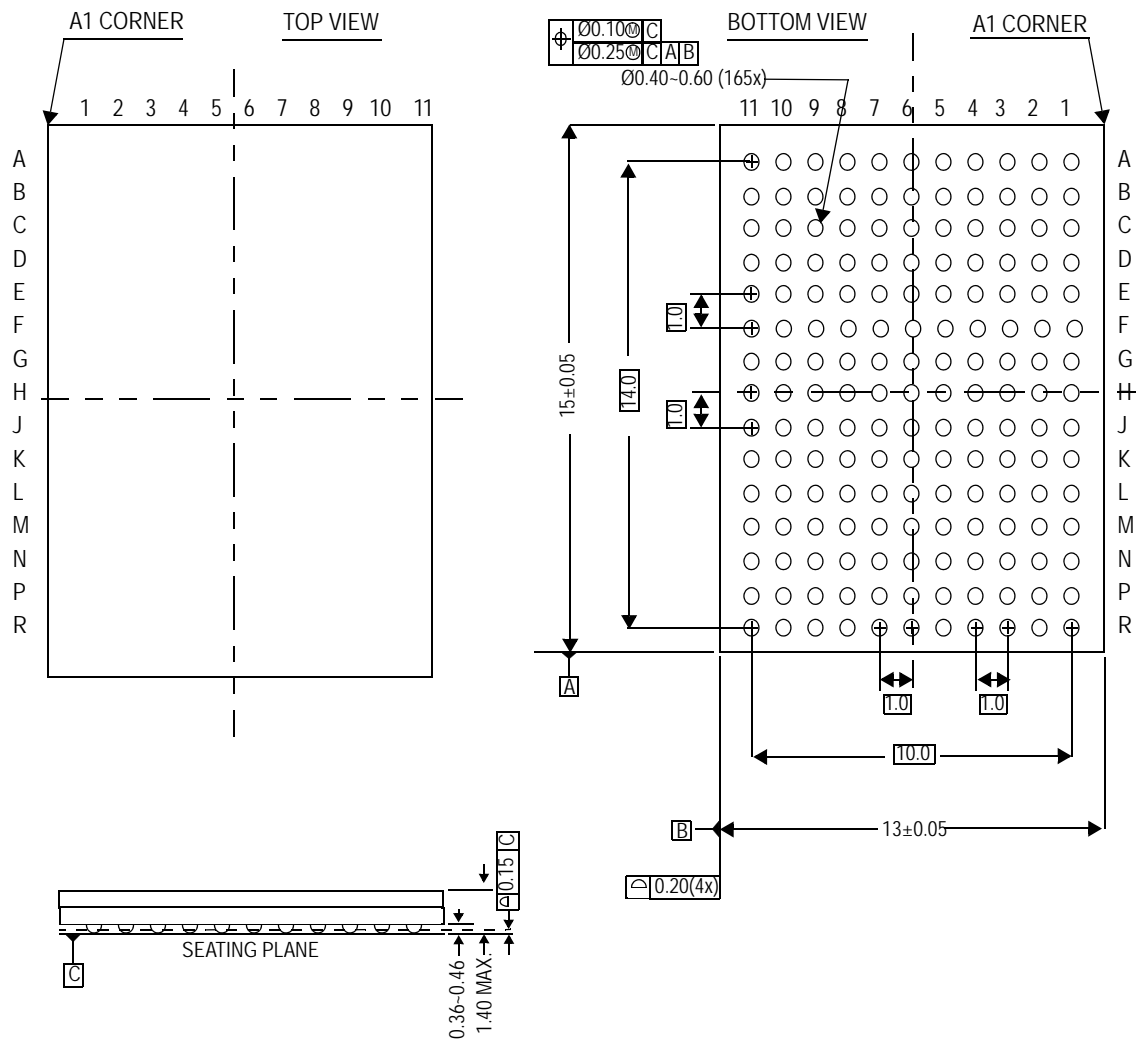 A1 CORNER
TOP VIEW
Ø0.10Ⓜ C
Ø0.25Ⓜ C A B
BOTTOM VIEW
A1 CORNER
Ø0.40~0.60 (165x)
1 2 3 4 5 6 7 8 9 10 11
11 10 9 8 7 6 5 4 3 2 1
A
B
C
D
E
F
G
H
J
K
L
M
N
P
R
15±0.05
14.0
1.0
1.0
A
B
C
D
E
F
G
H
J
K
L
M
N
P
R
A
1.0
1.0
10.0
B
13±0.05
0.20(4x)
0.15 C
SEATING PLANE
C
0.36~0.46
1.40 MAX.